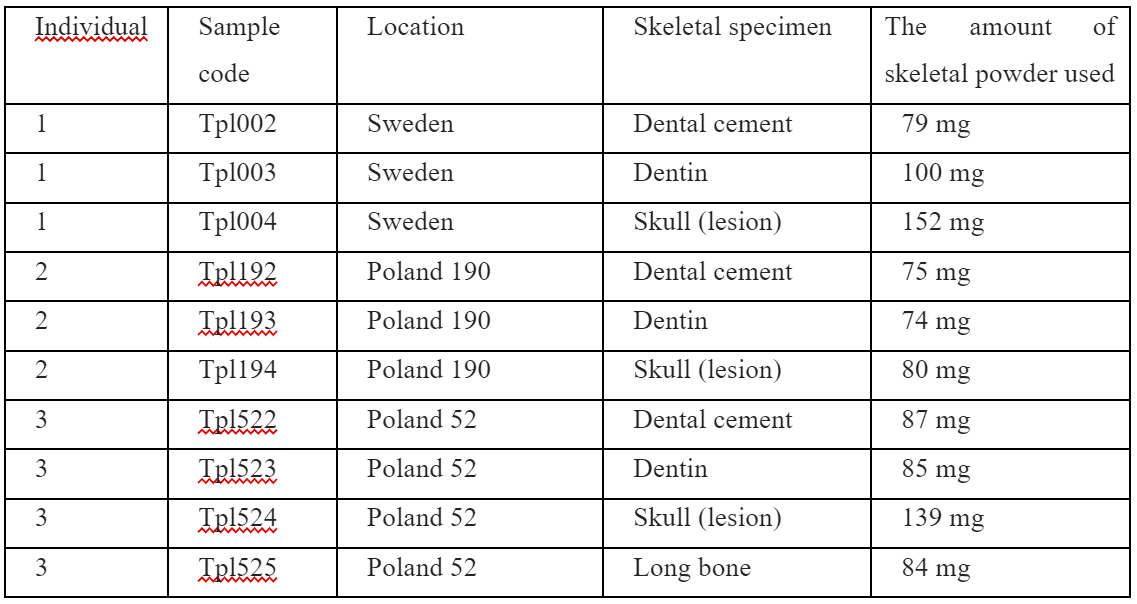 Individual Sample code Location Skeletal specimen The amount of skeletal powder used
1 Tpl002 Sweden Dental cement 79 mg
1 Tpl003 Sweden Dentin 100 mg
1 Tpl004 Sweden Skull (lesion) 152 mg
2 Tpl192 Poland 190 Dental cement 75 mg
2 Tpl193 Poland 190 Dentin 74 mg
2 Tpl194 Poland 190 Skull (lesion) 80 mg
3 Tpl522 Poland 52 Dental cement 87 mg
3 Tpl523 Poland 52 Dentin 85 mg
3 Tpl524 Poland 52 Skull (lesion) 139 mg
3 Tpl525 Poland 52 Long bone 84 mg